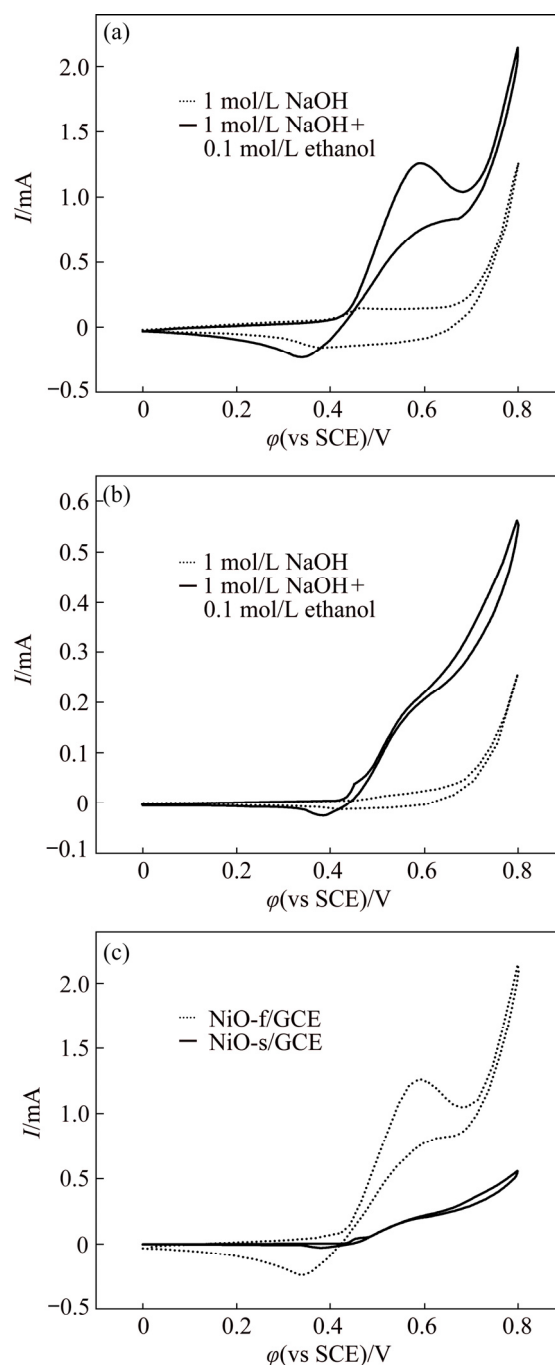 (a)
2.0
1 mol/L NaOH
1 mol/L NaOH+
0.1 mol/L ethanol
1.5
I/mA
1.0
0.5
0
−0.5
0 0.2 0.4 0.6 0.8
φ(vs SCE)/V
(b)
0.6
0.5
1 mol/L NaOH
1 mol/L NaOH+
0.1 mol/L ethanol
0.4
I/mA
0.3
0.2
0.1
0
−0.1
0 0.2 0.4 0.6 0.8
φ(vs SCE)/V
(c)
2.0
NiO-f/GCE
NiO-s/GCE
1.5
I/mA
1.0
0.5
0
−0.5
0 0.2 0.4 0.6 0.8
φ(vs SCE)/V